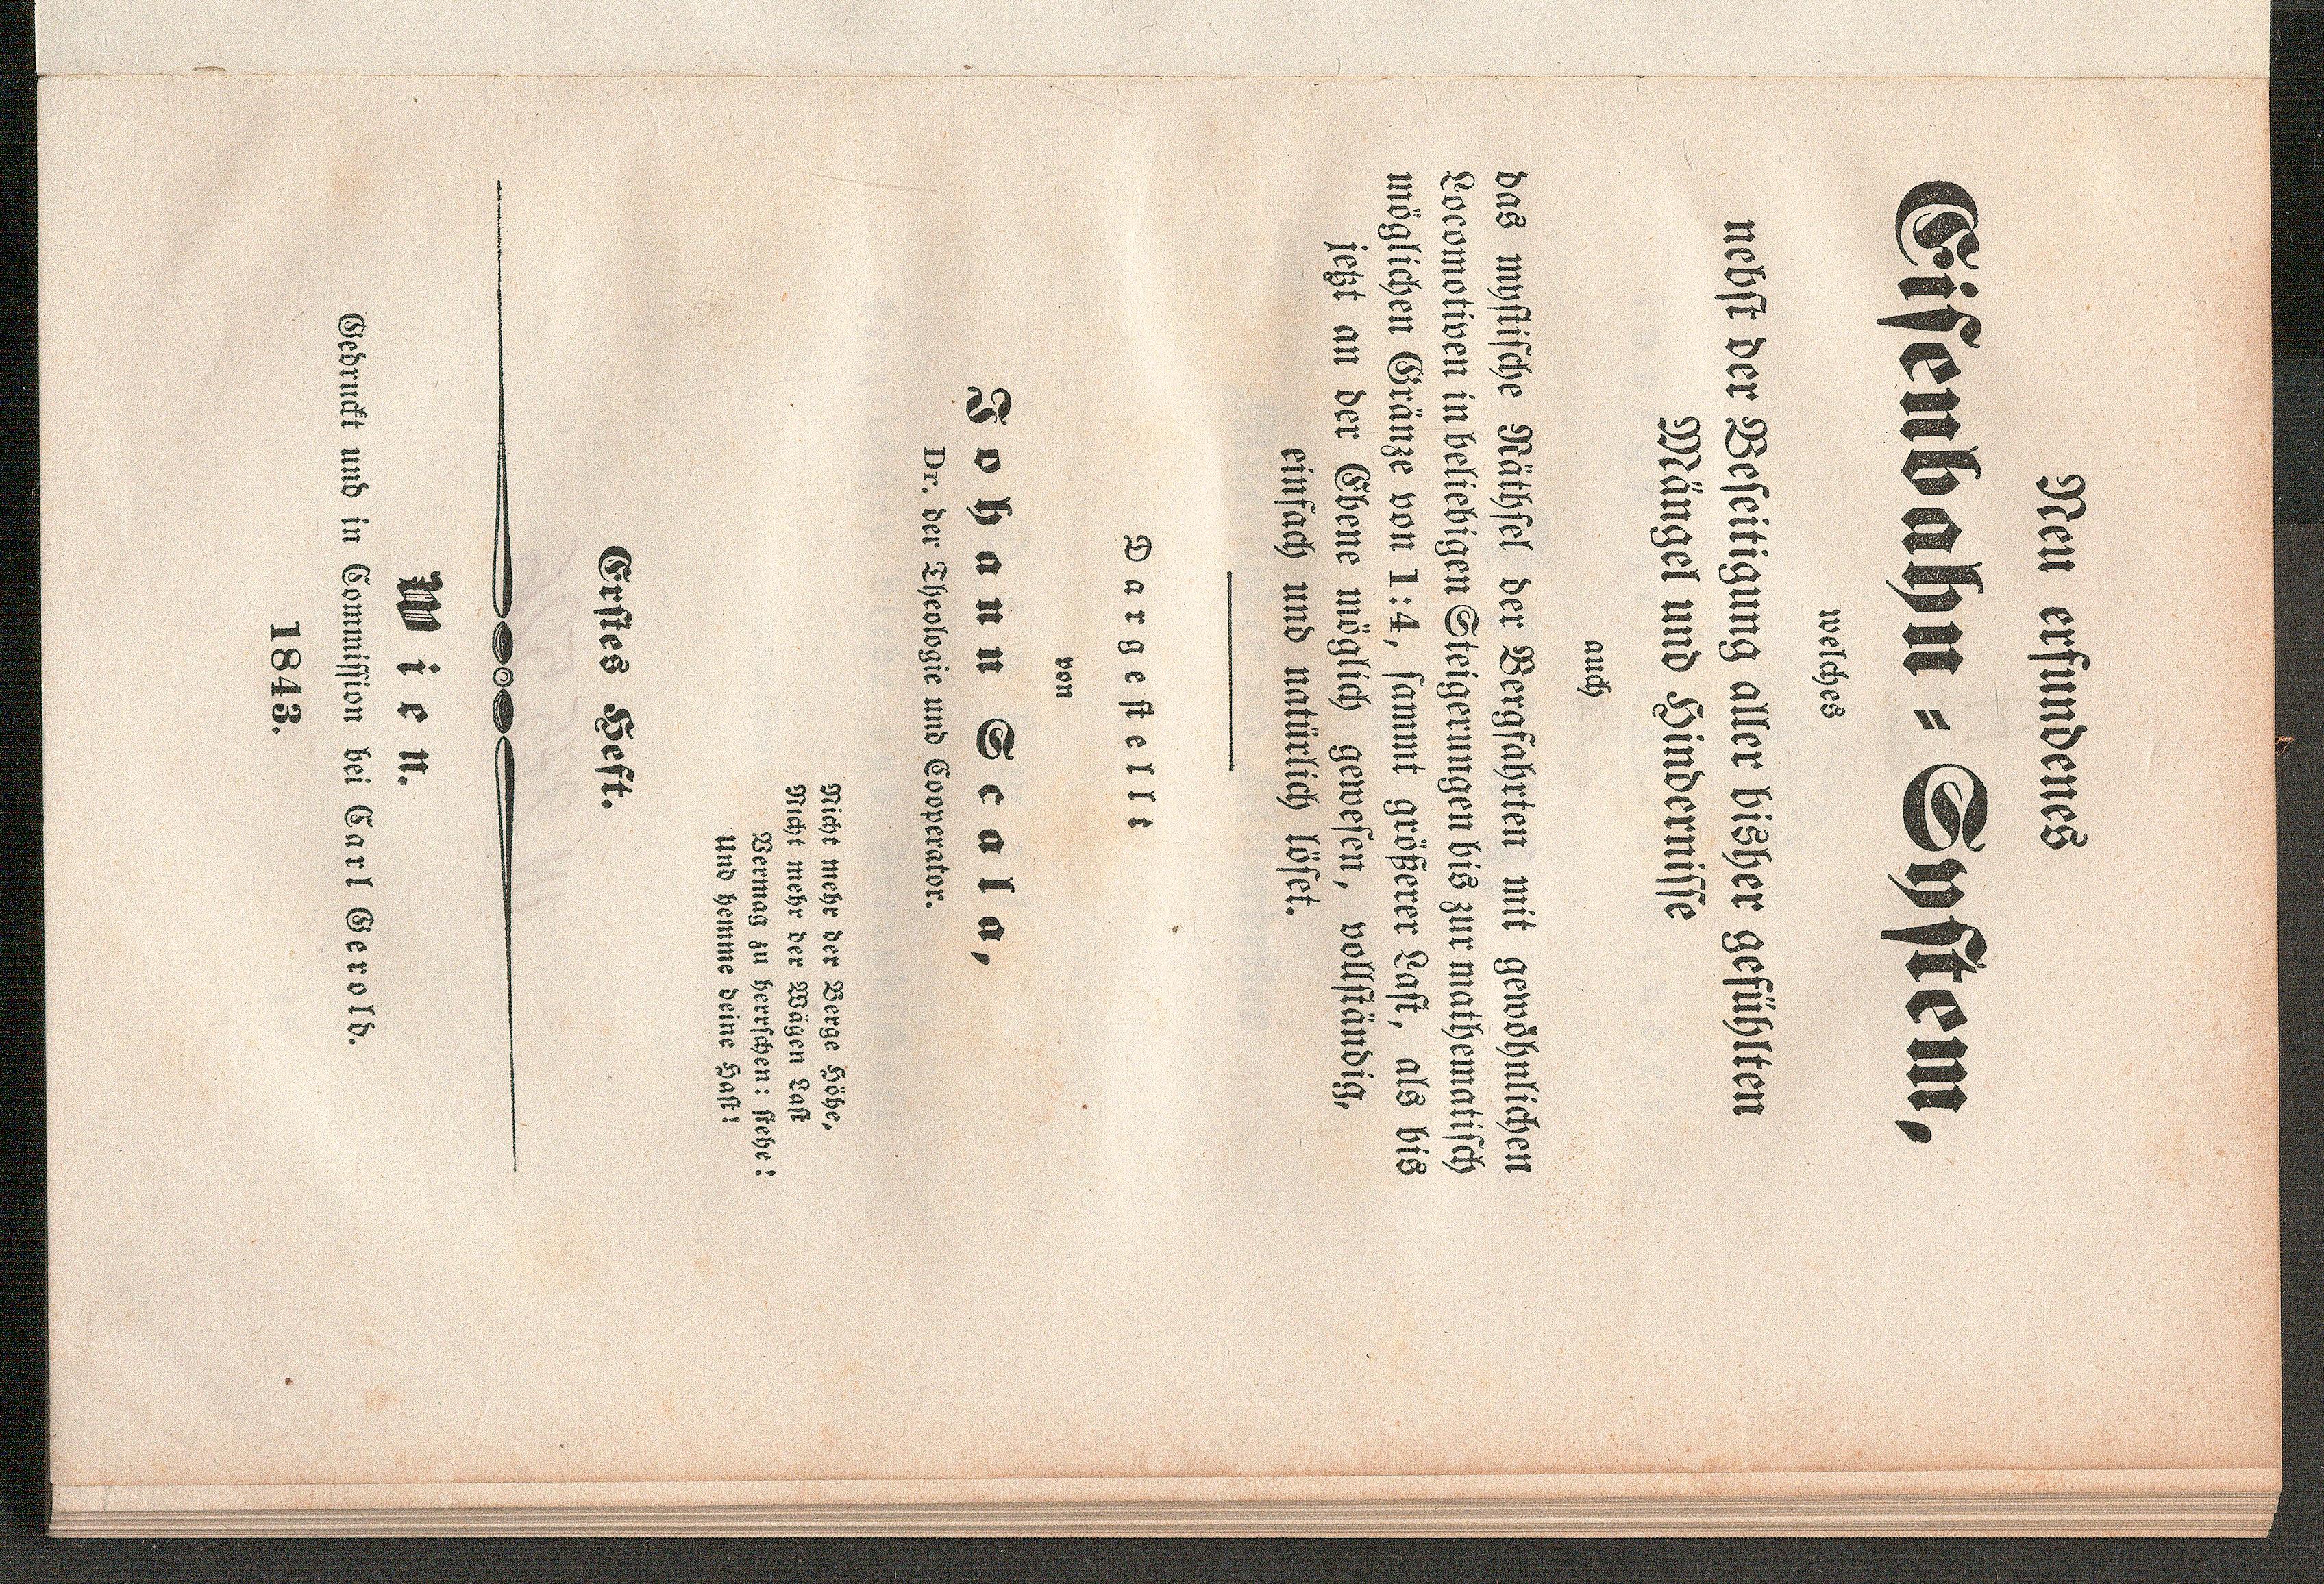 Neu erfundenes
Eiſenbahn-Syſtem,
welches
nebſt der Beſeitigung aller bisher gefühlten
Mängel und Hinderniſſe
auch
das myſtiſche Räthſel der Bergfahrten mit gewöhnlichen
Locomotiven in beliebigen Steigerungen bis zur mathematiſch
möglichen Gränze von 1:4, ſammt größerer Laſt, als bis
jetzt an der Ebene möglich geweſen, vollſtändig,
einfach und natürlich löſet.
Dargeſtellt
von
Johann Scala,
Dr. der Theologie und Cooperator.
Nicht mehr der Berge Höhe,
Nicht mehr der Wägen Laſt
Vermag zu herrſchen: ſtehe!
Und hemme deine Haſt!
Erſtes Heft.
Wien.
Gedruckt und in Commiſſion bei Carl Gerold.
1843.